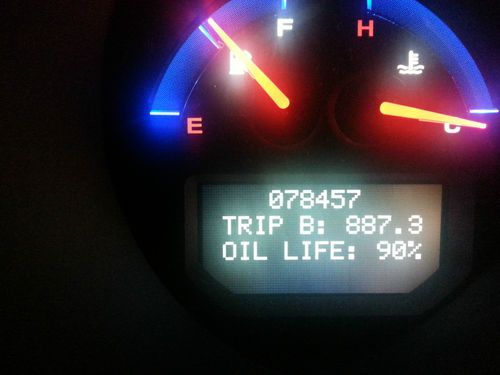 F H
E C
078457
TRIP B: 887.3
OIL LIFE: 90%